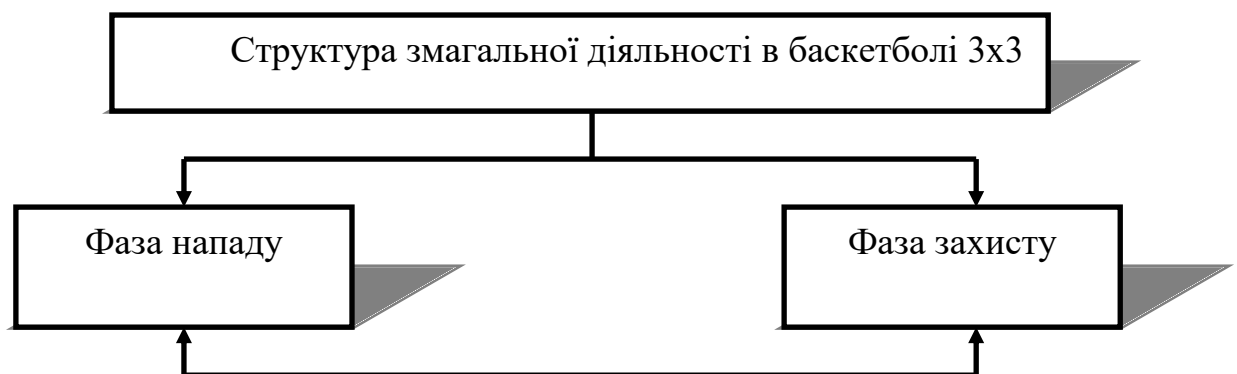 Структура змагальної діяльності в баскетболі 3х3
Фаза нападу
Фаза захисту